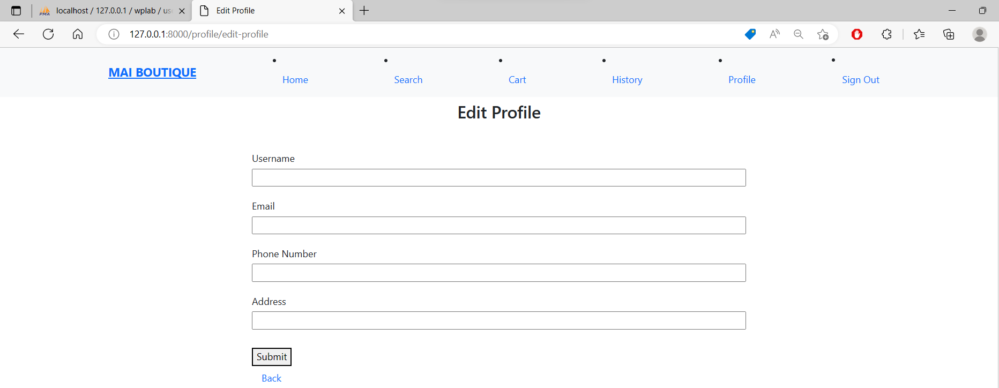 localhost / 127.0.0.1 / wplab / us
Edit Profile
127.0.0.1:8000/profile/edit-profile
MAI BOUTIQUE
Home
Search
Cart
History
Profile
Sign Out
Edit Profile
Username
Email
Phone Number
Address
Submit
Back